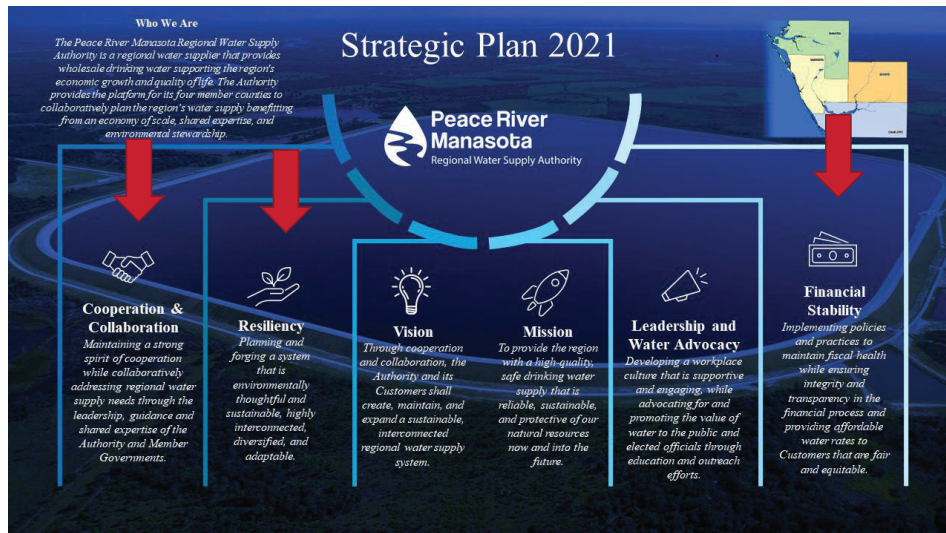 Who We Are
The Peace River Manasota Regional Water Supply
Authority is a regional water supplier that provides
wholesale drinking water supporting the region's
economic growth and quality of life. The Authority
provides the platform for its four member counties to
collaboratively plan the region's water supply benefitting
from an economy of scale, shared expertise, and
environmental stewardship.
Strategic Plan 2021
Peace River
Manasota
Regional Water Supply Authority
Cooperation &
Collaboration
Maintaining a strong
spirit of cooperation
while collaboratively
addressing regional water
supply needs through the
leadership, guidance and
shared expertise of the
Authority and Member
Governments.
Resiliency
Planning and
forging a system
that is
environmentally
thoughtful and
sustainable, highly
interconnected,
diversified, and
adaptable.
Vision
Through cooperation
and collaboration, the
Authority and its
Customers shall
create, maintain, and
expand a sustainable,
interconnected
regional water supply
system.
Mission
To provide the region
with a high-quality,
safe drinking water
supply that is
reliable, sustainable,
and protective of our
natural resources
now and into the
future.
Leadership and
Water Advocacy
Developing a workplace
culture that is supportive
and engaging, while
advocating for and
promoting the value of
water to the public and
elected officials through
education and outreach
efforts.
Financial
Stability
Implementing policies
and practices to
maintain fiscal health
while ensuring
integrity and
transparency in the
financial process and
providing affordable
water rates to
Customers that are fair
and equitable.